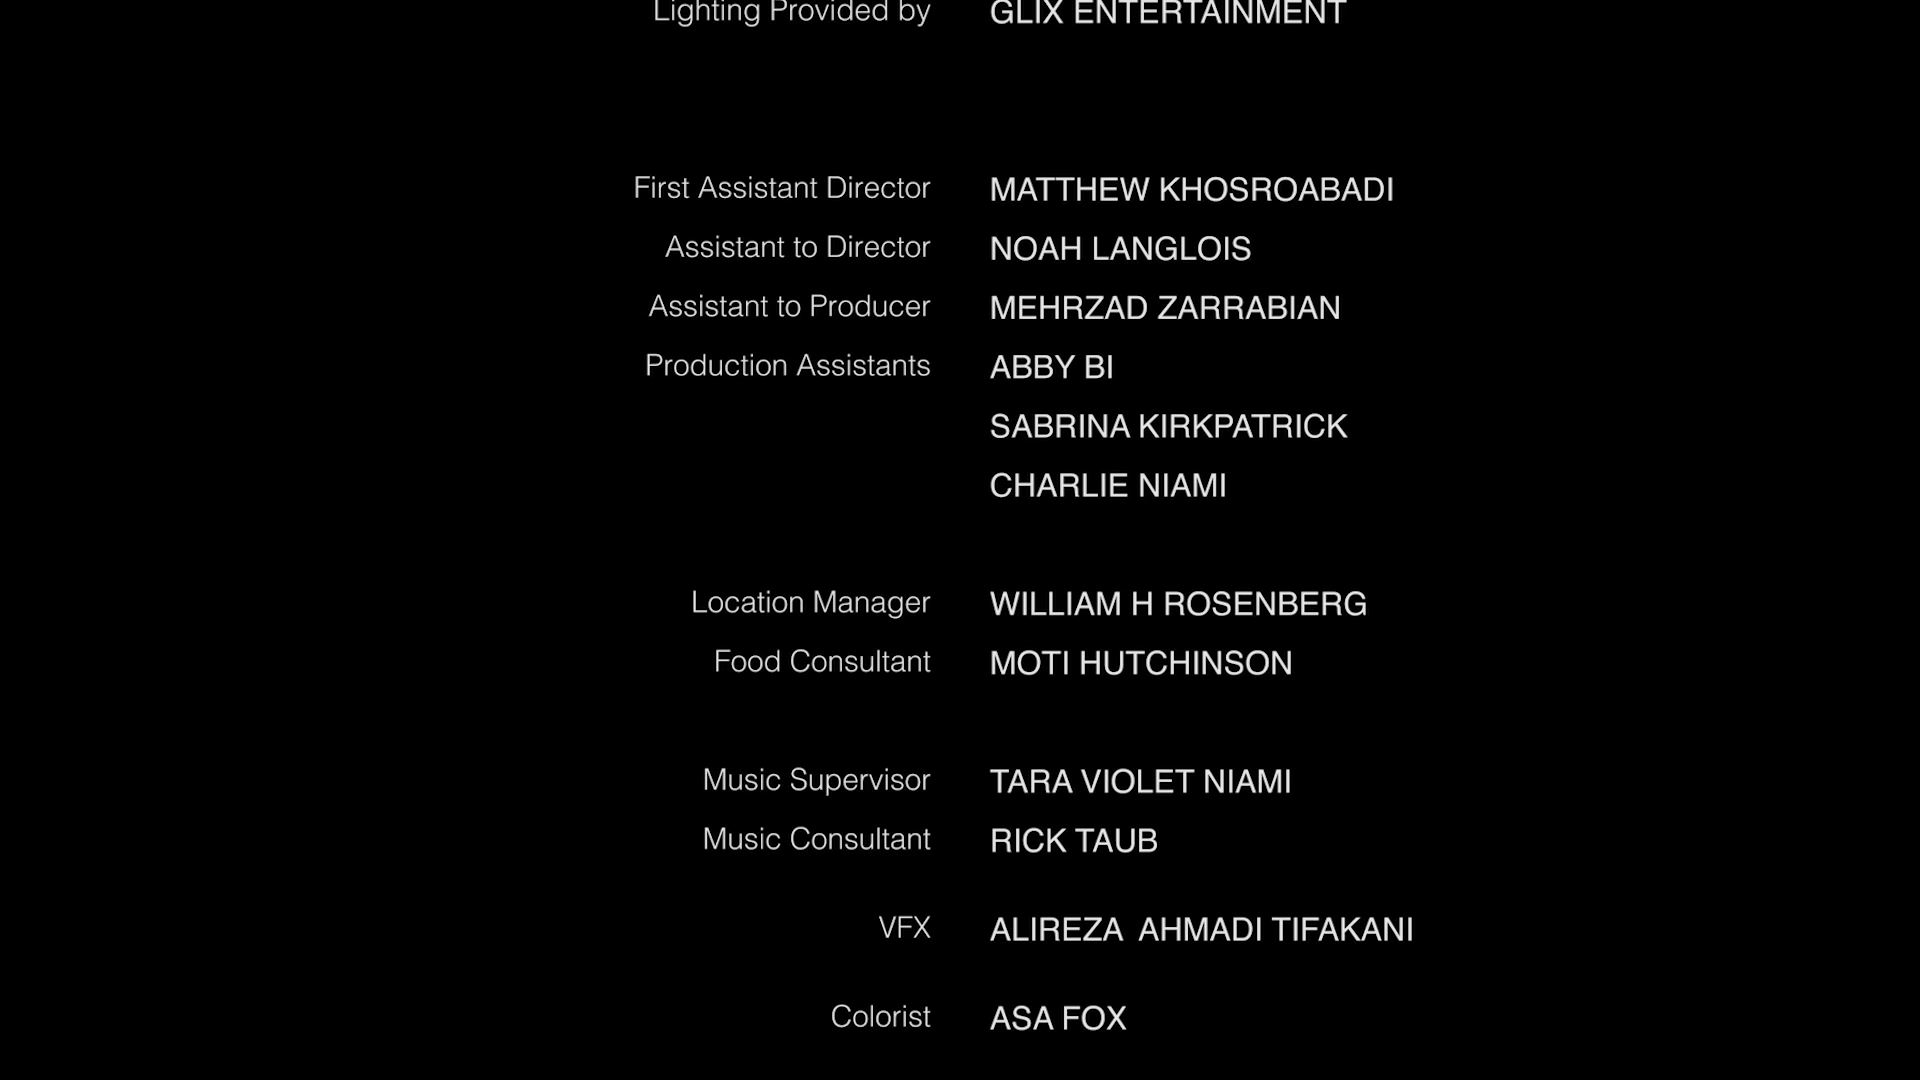 Lighting Provided by GLIX ENTERTAINMENT
First Assistant Director MATTHEW KHOSROABADI
Assistant to Director NOAH LANGLOIS
Assistant to Producer MEHRZAD ZARRABIAN
Production Assistants ABBY BI
SABRINA KIRKPATRICK
CHARLIE NIAMI
Location Manager WILLIAM H ROSENBERG
Food Consultant MOTI HUTCHINSON
Music Supervisor TARA VIOLET NIAMI
Music Consultant RICK TAUB
VFX ALIREZA  AHMADI TIFAKANI
Colorist ASA FOX